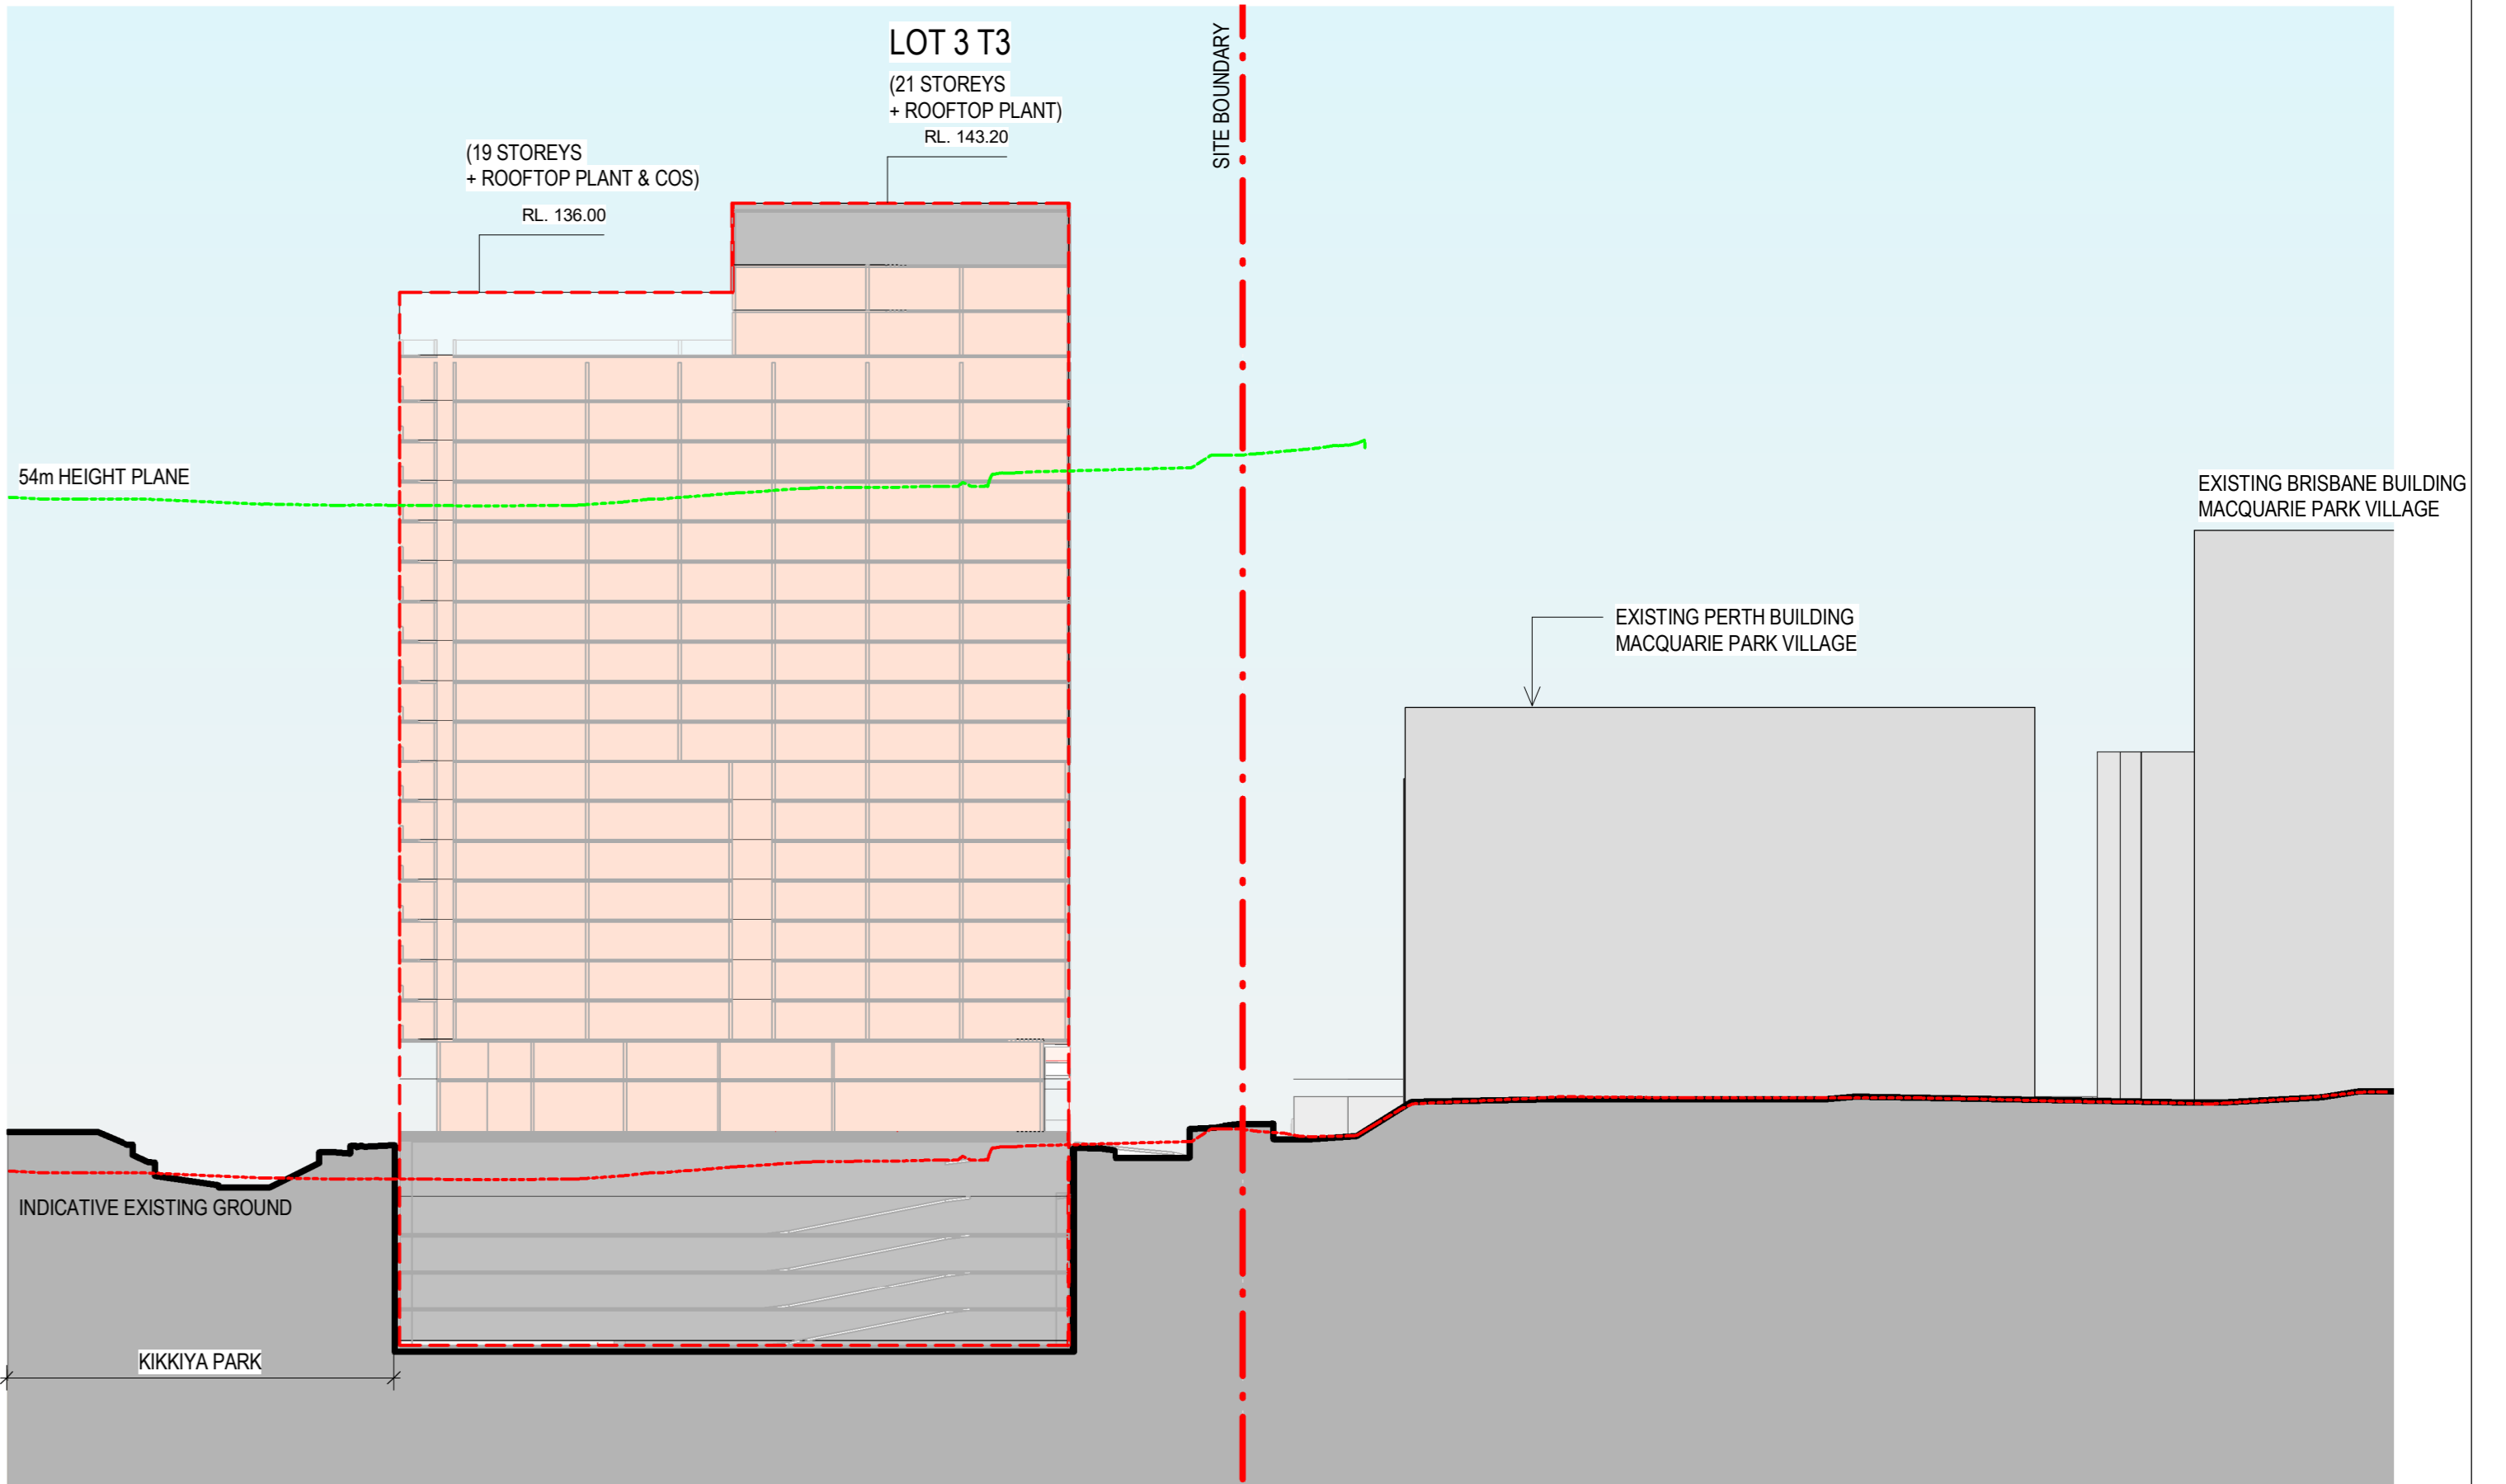 LOT 3 T3
(21 STOREYS
+ ROOFTOP PLANT)
RL. 143.20
SITE BOUNDARY
(19 STOREYS
+ ROOFTOP PLANT & COS)
RL. 136.00
54m HEIGHT PLANE
EXISTING BRISBANE BUILDING
MACQUARIE PARK VILLAGE
EXISTING PERTH BUILDING
MACQUARIE PARK VILLAGE
INDICATIVE EXISTING GROUND
KIKKIYA PARK